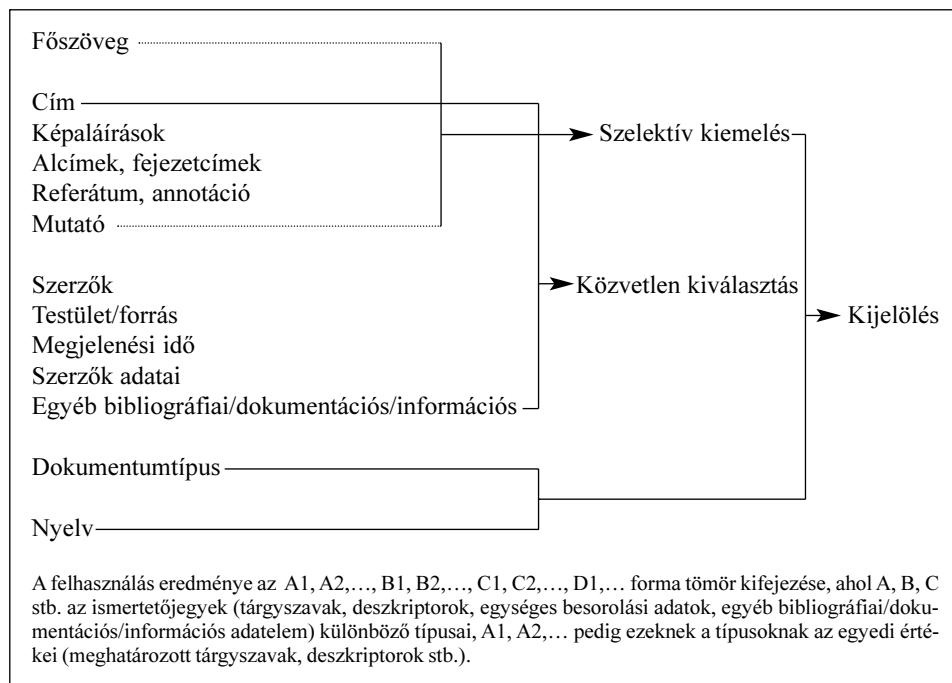 Főszöveg
Cím
Képaláírások
Szelektív kiemelés
Alcímek, fejezetcímek
Referátum, annotáció
Mutató
Szerzők
Közvetlen kiválasztás
Testület/forrás
Kijelölés
Megjelenési idő
Szerzők adatai
Egyéb bibliográfiai/dokumentációs/információs
Dokumentumtípus
Nyelv
A felhasználás eredménye az A1, A2,…, B1, B2,…, C1, C2,…, D1,… forma tömör kifejezése, ahol A, B, C
stb. az ismertetőjegyek (tárgyszavak, deszkriptorok, egységes besorolási adatok, egyéb bibliográfiai/doku-
mentációs/információs adatelem) különböző típusai, A1, A2,… pedig ezeknek a típusoknak az egyedi érté-
kei (meghatározott tárgyszavak, deszkriptorok stb.).